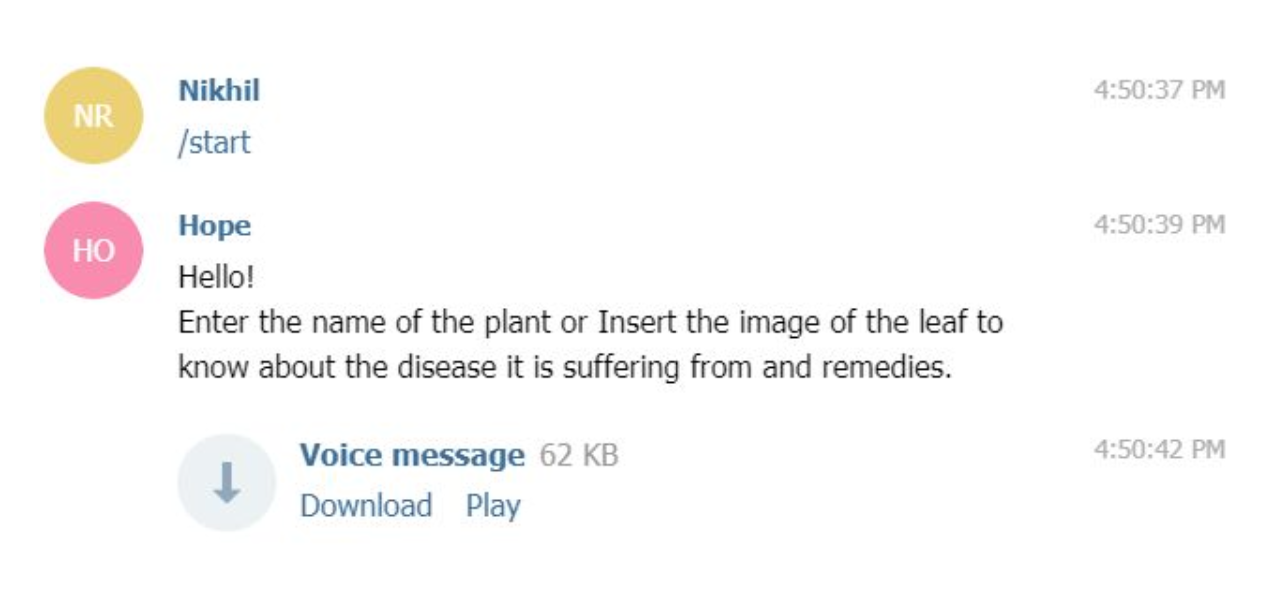 NR
Nikhil
4:50:37 PM
/start
HO
Hope
4:50:39 PM
Hello!
Enter the name of the plant or Insert the image of the leaf to
know about the disease it is suffering from and remedies.
Voice message 62 KB
4:50:42 PM
Download Play